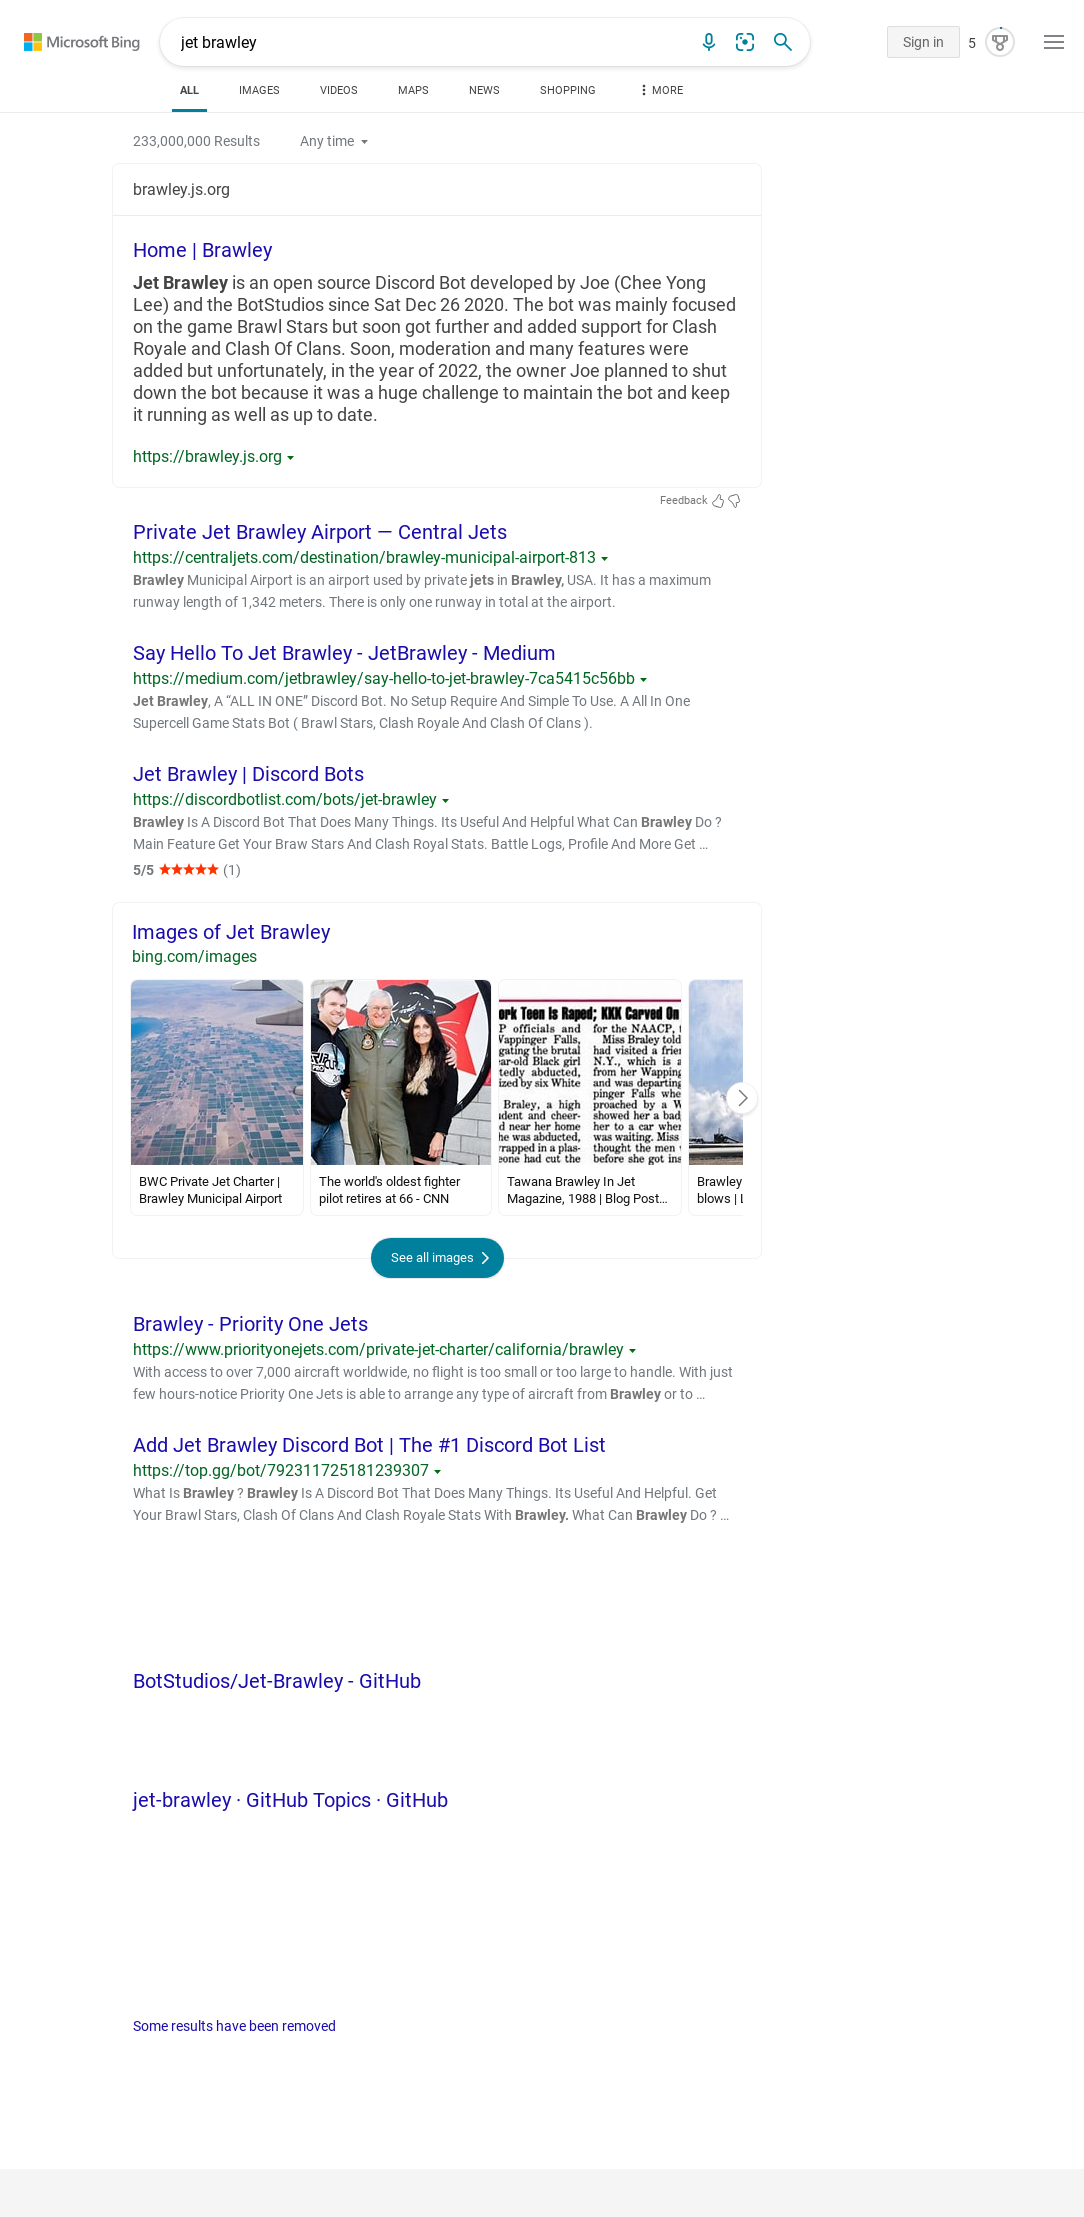 Microsoft Bing
jet brawley
Sign in
5
ALL
IMAGES
VIDEOS
MAPS
NEWS
SHOPPING
MORE
233,000,000 Results
Any time
brawley.js.org
Home | Brawley
Jet Brawley is an open source Discord Bot developed by Joe (Chee Yong
Lee) and the BotStudios since Sat Dec 26 2020. The bot was mainly focused
on the game Brawl Stars but soon got further and added support for Clash
Royale and Clash Of Clans. Soon, moderation and many features were
added but unfortunately, in the year of 2022, the owner Joe planned to shut
down the bot because it was a huge challenge to maintain the bot and keep
it running as well as up to date.
https://brawley.js.org
Feedback
Private Jet Brawley Airport — Central Jets
https://centraljets.com/destination/brawley-municipal-airport-813
Brawley Municipal Airport is an airport used by private jets in Brawley, USA. It has a maximum
runway length of 1,342 meters. There is only one runway in total at the airport.
Say Hello To Jet Brawley - JetBrawley - Medium
https://medium.com/jetbrawley/say-hello-to-jet-brawley-7ca5415c56bb
Jet Brawley, A “ALL IN ONE” Discord Bot. No Setup Require And Simple To Use. A All In One
Supercell Game Stats Bot ( Brawl Stars, Clash Royale And Clash Of Clans ).
Jet Brawley | Discord Bots
https://discordbotlist.com/bots/jet-brawley
Brawley Is A Discord Bot That Does Many Things. Its Useful And Helpful What Can Brawley Do ?
Main Feature Get Your Braw Stars And Clash Royal Stats. Battle Logs, Profile And More Get …
5/5 (1)
Images of Jet Brawley
bing.com/images
ork Teen Is Raped; KKK Carved On
P officials and
Wappinger Falls,
gating the brutal
ear-old Black girl
tedly abducted,
ized by six White
Braley, a high
udent and cheer-
d near her home
he was abducted,
rapped in a plas-
eone had cut the
for the NAACP, t
Miss Braley told
had visited a frie
N.Y., which is a
from her Wapping
and was departing
pinger Falls whe
proached by a W
showed her a bad
her to a car wher
was waiting. Miss
thought the men
before she got ins
BWC Private Jet Charter |
Brawley Municipal Airport
The world's oldest fighter
pilot retires at 66 - CNN
Tawana Brawley In Jet
Magazine, 1988 | Blog Post…
Brawley
blows | L
See all images
Brawley - Priority One Jets
https://www.priorityonejets.com/private-jet-charter/california/brawley
With access to over 7,000 aircraft worldwide, no flight is too small or too large to handle. With just
few hours-notice Priority One Jets is able to arrange any type of aircraft from Brawley or to …
Add Jet Brawley Discord Bot | The #1 Discord Bot List
https://top.gg/bot/792311725181239307
What Is Brawley ? Brawley Is A Discord Bot That Does Many Things. Its Useful And Helpful. Get
Your Brawl Stars, Clash Of Clans And Clash Royale Stats With Brawley. What Can Brawley Do ? …
BotStudios/Jet-Brawley - GitHub
jet-brawley · GitHub Topics · GitHub
Some results have been removed